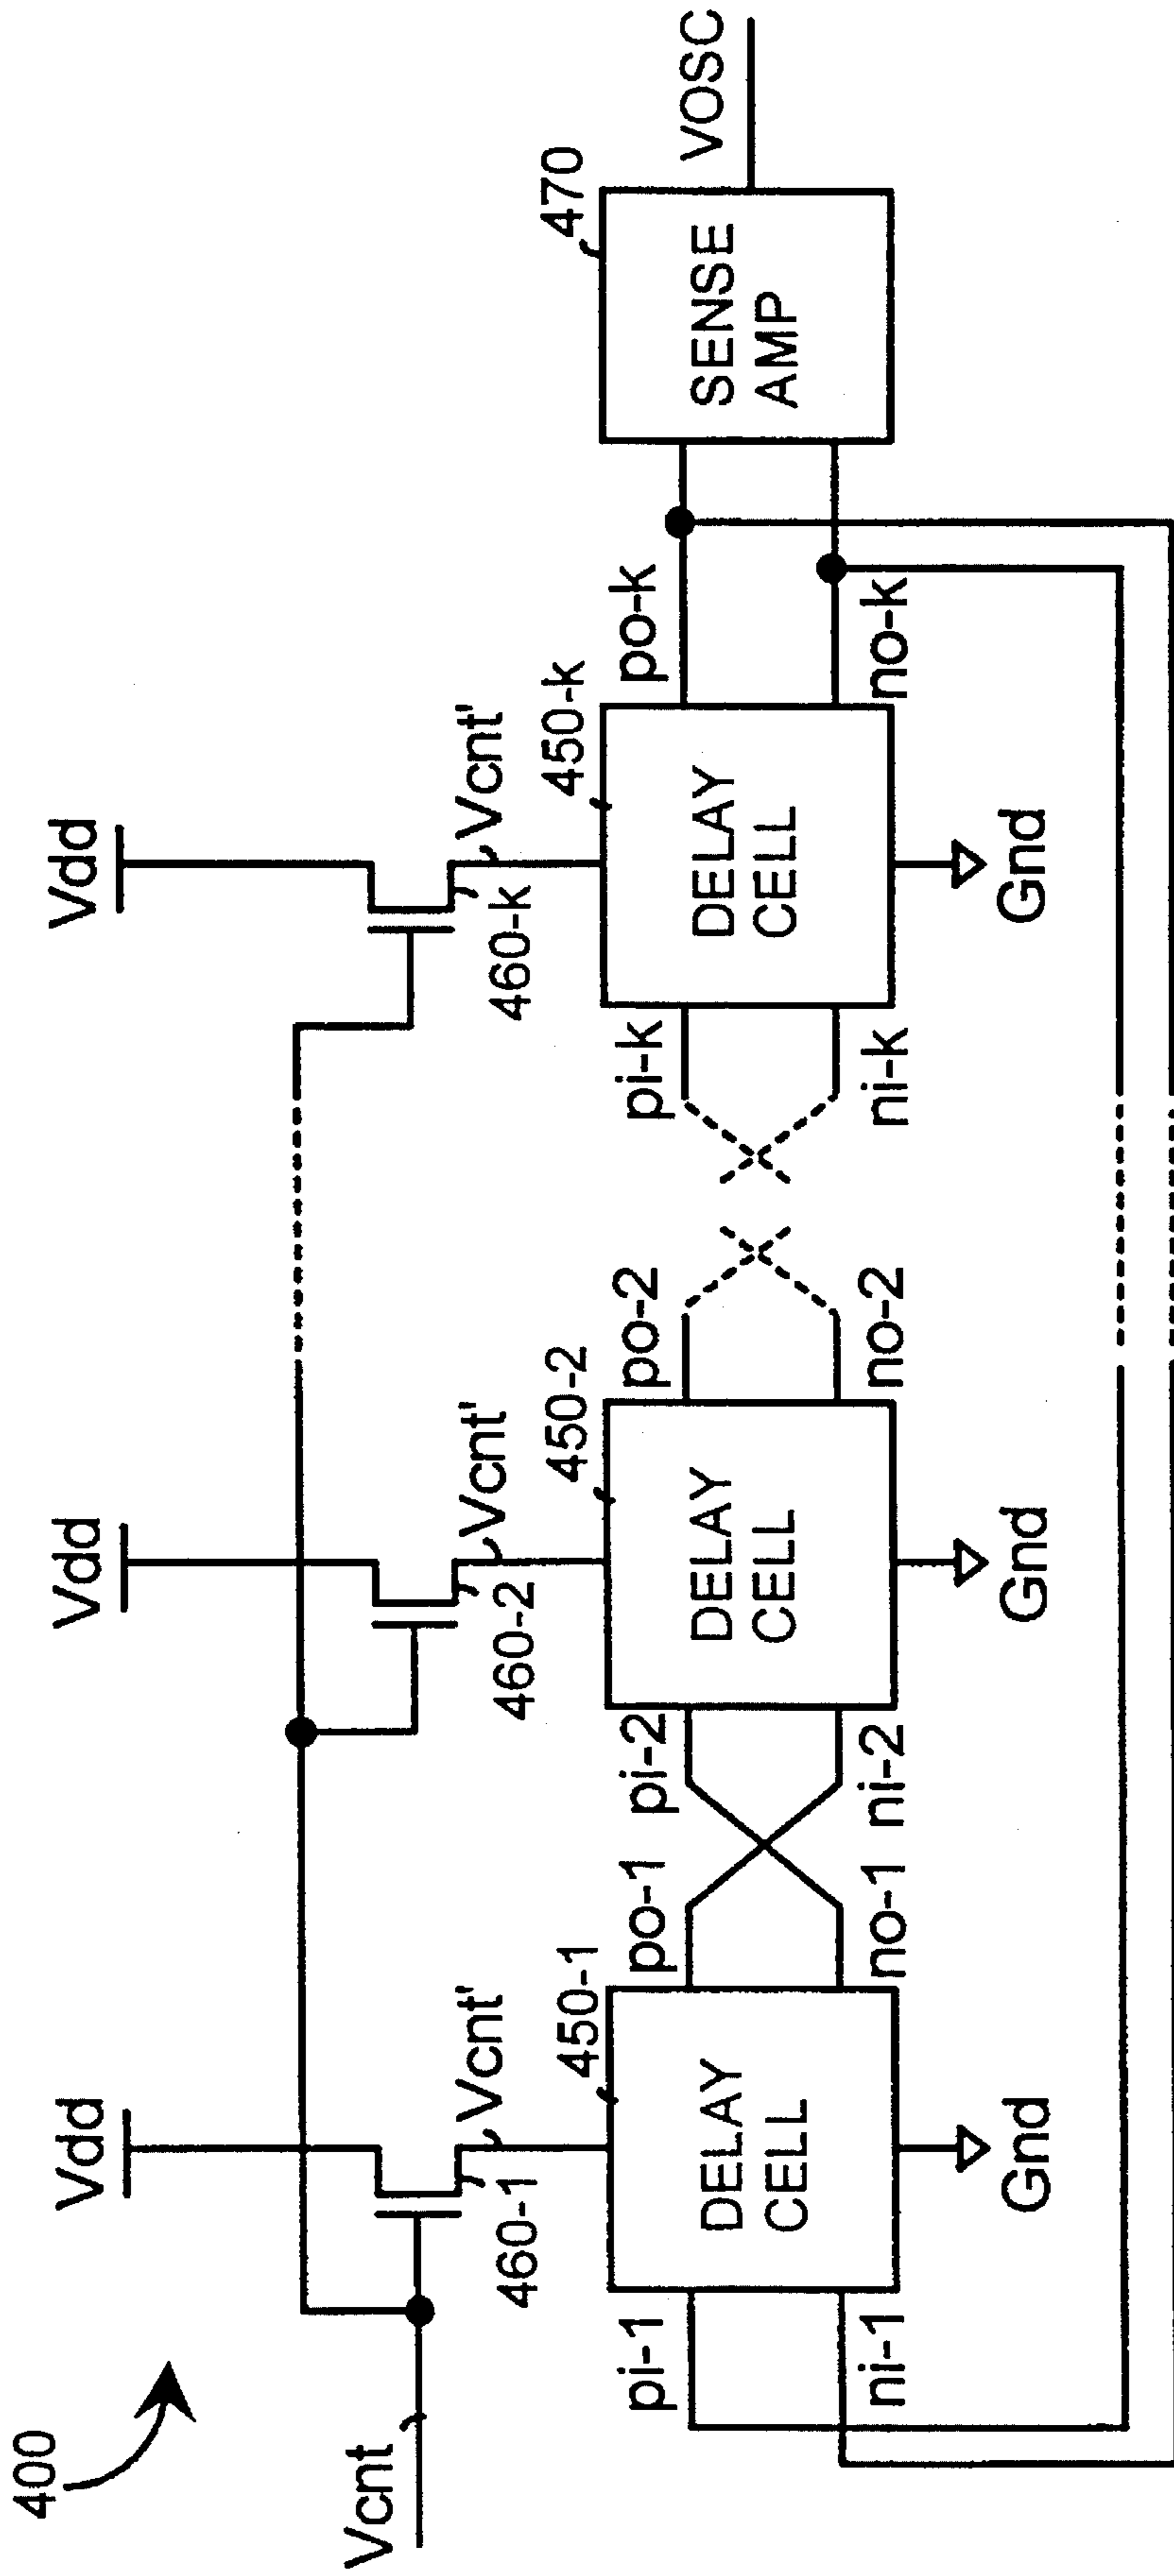 400
Vdd
Vdd
Vdd
Vcnt
Vcnt'
Vcnt'
Vcnt'
460-1
460-2
460-k
450-1
450-2
450-k
470
pi-1
po-1
pi-2
po-2
pi-k
po-k
DELAY
CELL
DELAY
CELL
DELAY
CELL
SENSE
AMP
VOSC
ni-1
no-1
ni-2
no-2
ni-k
no-k
Gnd
Gnd
Gnd